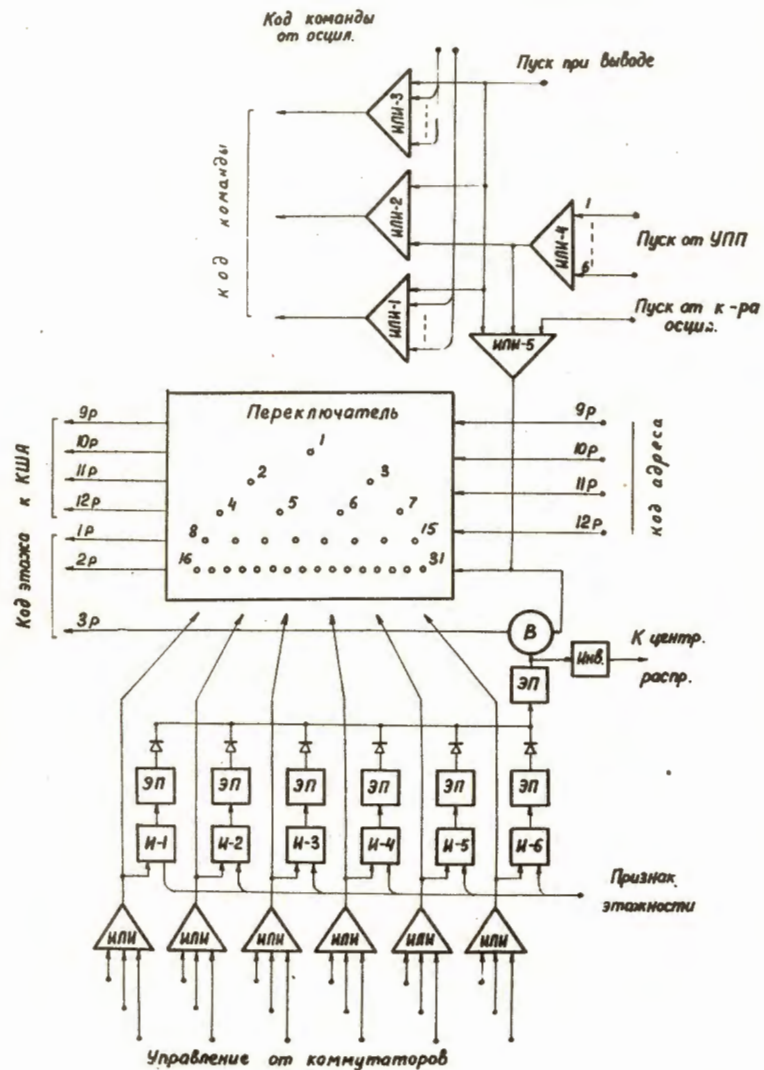 Код команды
от осцил.
Пуск при выводе
ИЛИ-3
ИЛИ-2
ИЛИ-1
код команды
ИЛИ-4
1
6
Пуск от УПП
Пуск от к-ра
осцил.
ИЛИ-5
Переключатель
1
2
3
4
5
6
7
8
15
16
31
9р
10р
11р
12р
к КША
1р
2р
3р
Код этажа
9р
10р
11р
12р
код адреса
В
Инв.
К центр.
распр.
ЭП
ЭП
ЭП
ЭП
ЭП
ЭП
ЭП
И-1
И-2
И-3
И-4
И-5
И-6
Признак
этажности
ИЛИ
ИЛИ
ИЛИ
ИЛИ
ИЛИ
ИЛИ
Управление от коммутаторов